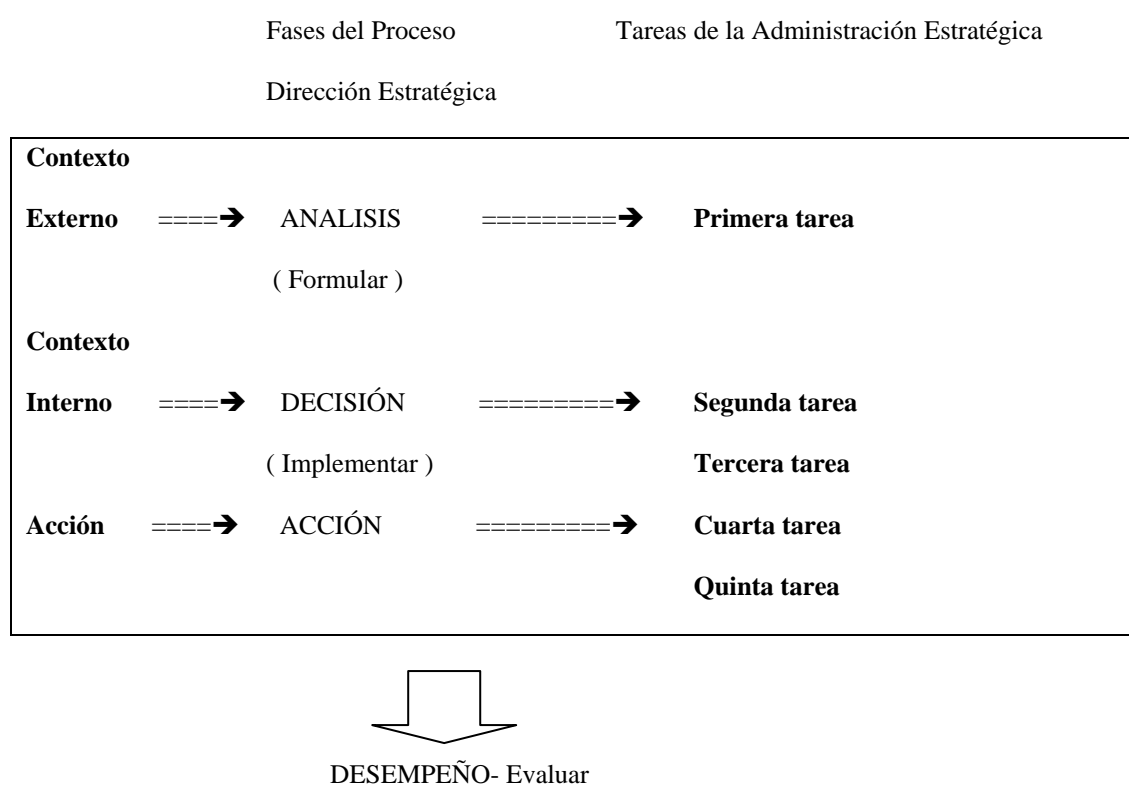 Fases del Proceso Tareas de la Administración Estratégica
Dirección Estratégica
Contexto
Externo ====➔ ANALISIS =========➔ Primera tarea
( Formular )
Contexto
Interno ====➔ DECISIÓN =========➔ Segunda tarea
( Implementar ) Tercera tarea
Acción ====➔ ACCIÓN =========➔ Cuarta tarea
Quinta tarea
DESEMPEÑO- Evaluar